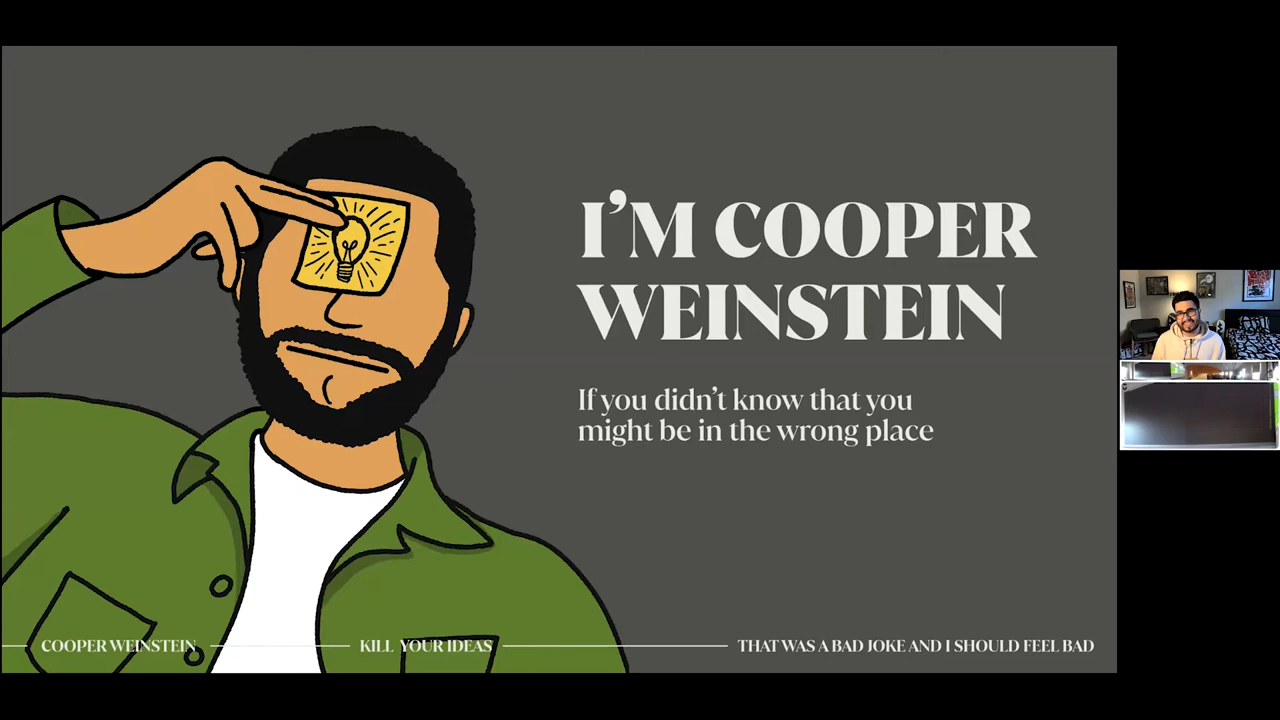 I'M COOPER
WEINSTEIN
If you didn't know that you
might be in the wrong place
COOPER WEINSTEIN
KILL YOUR IDEAS
THAT WAS A BAD JOKE AND I SHOULD FEEL BAD